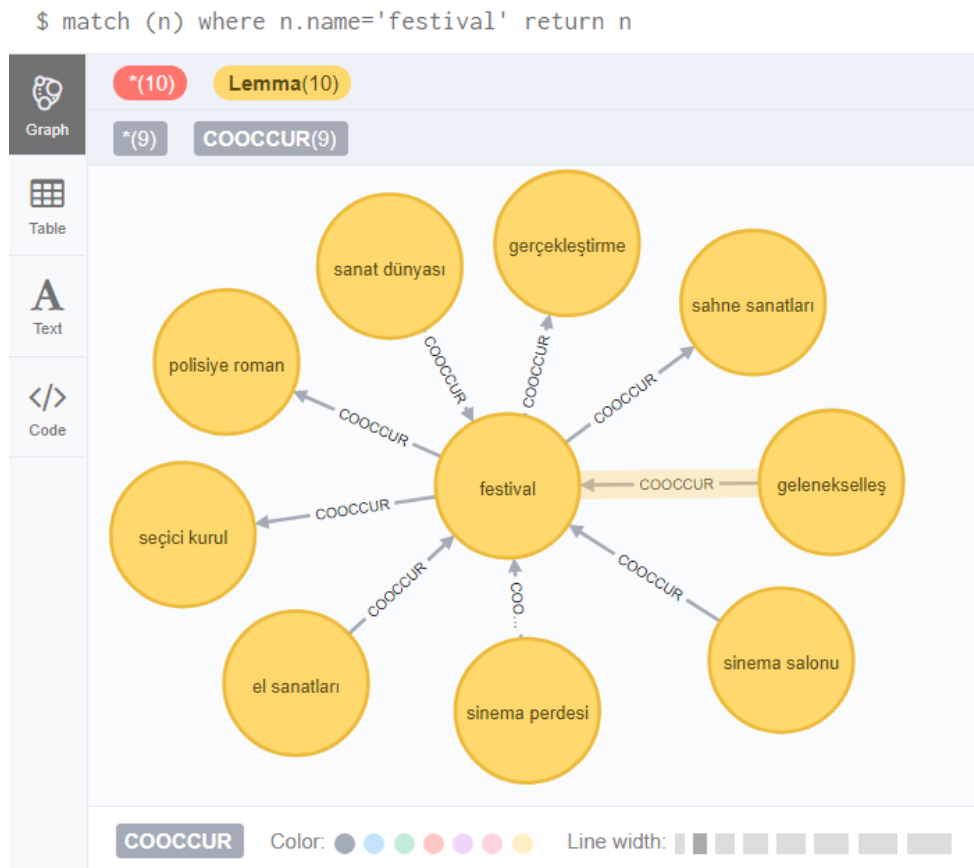 $ match (n) where n.name='festival' return n
*(10) Lemma(10)
*(9) COOCCUR(9)
Graph
Table
Text
Code
sanat dünyası
gerçekleştirme
sahne sanatları
polisiye roman
festival
gelenekselleş
seçici kurul
el sanatları
sinema perdesi
sinema salonu
COOCCUR
COOCCUR
COOCCUR
COOCCUR
COOCCUR
COOCCUR
COOCCUR
COO...
COOCCUR
COOCCUR Color: Line width: